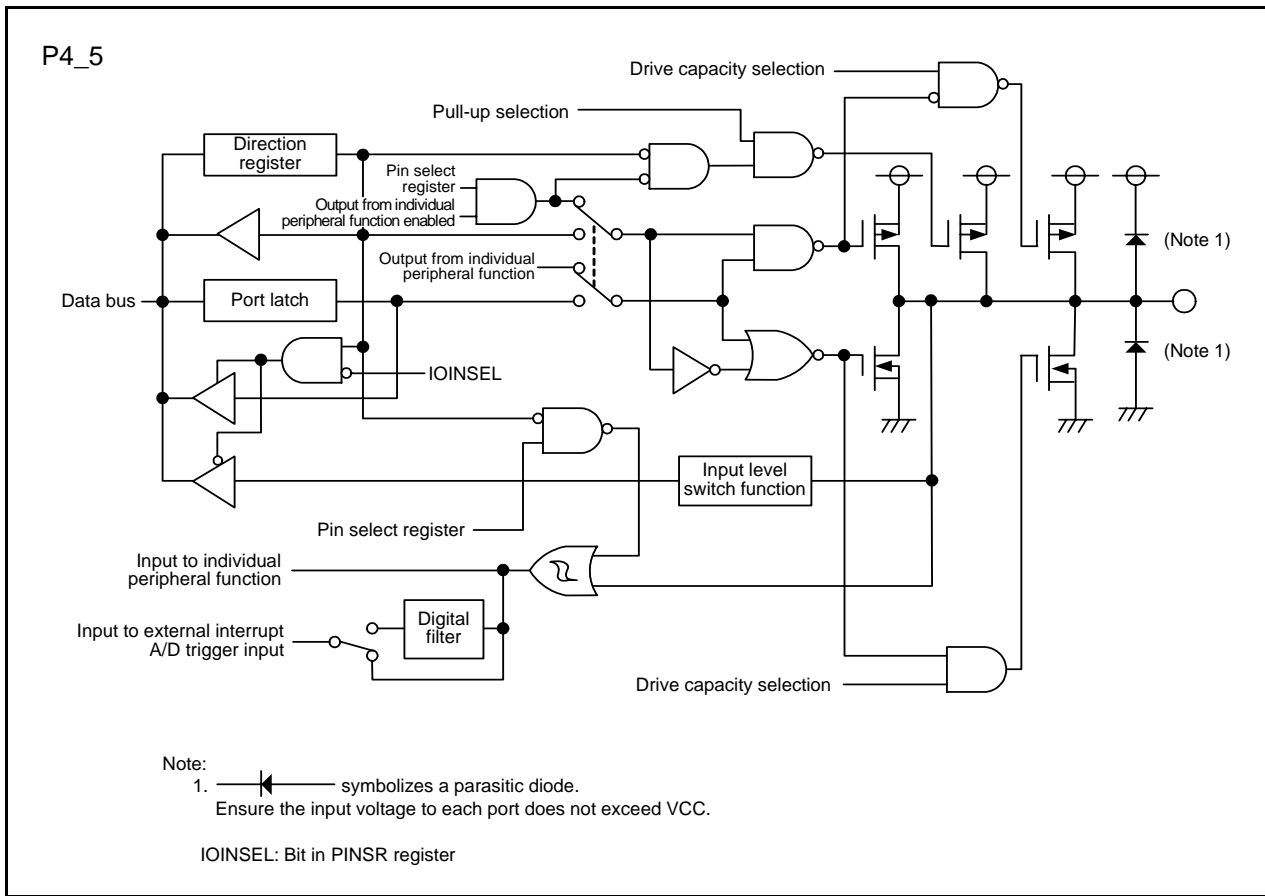 P4_5
Drive capacity selection
Pull-up selection
Direction
register
Pin select
register
Output from individual
peripheral function enabled
Output from individual
peripheral function
(Note 1)
Data bus
Port latch
(Note 1)
IOINSEL
Input level
switch function
Pin select register
Input to individual
peripheral function
Digital
filter
Input to external interrupt
A/D trigger input
Drive capacity selection
Note:
1. symbolizes a parasitic diode.
Ensure the input voltage to each port does not exceed VCC.
IOINSEL: Bit in PINSR register